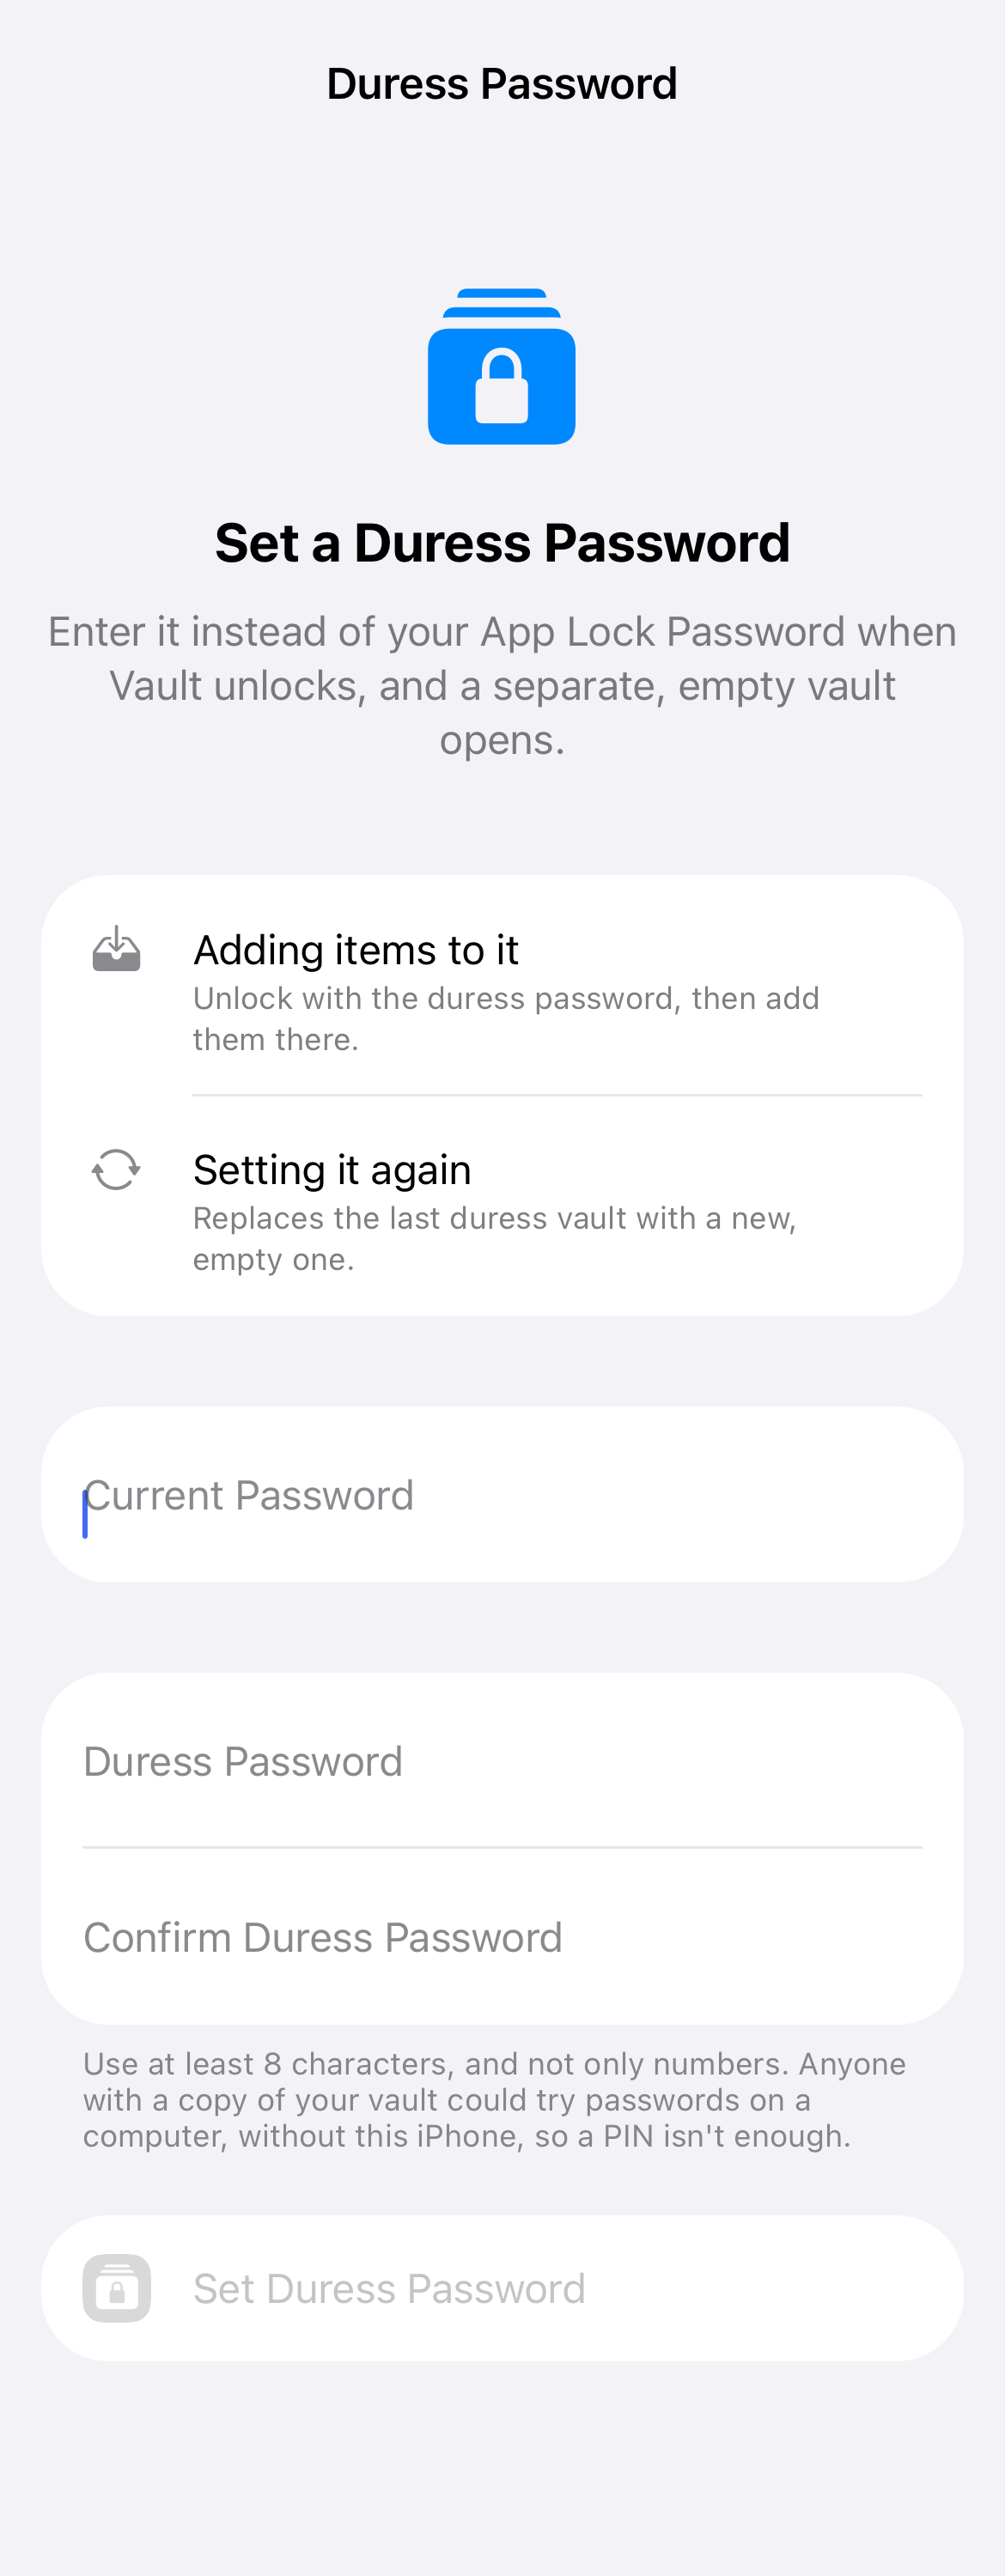 Duress Password
Set a Duress Password
Enter it instead of your App Lock Password when
Vault unlocks, and a separate, empty vault
opens.
Adding items to it
Unlock with the duress password, then add
them there.
Setting it again
Replaces the last duress vault with a new,
empty one.
Current Password
Duress Password
Confirm Duress Password
Use at least 8 characters, and not only numbers. Anyone
with a copy of your vault could try passwords on a
computer, without this iPhone, so a PIN isn't enough.
Set Duress Password